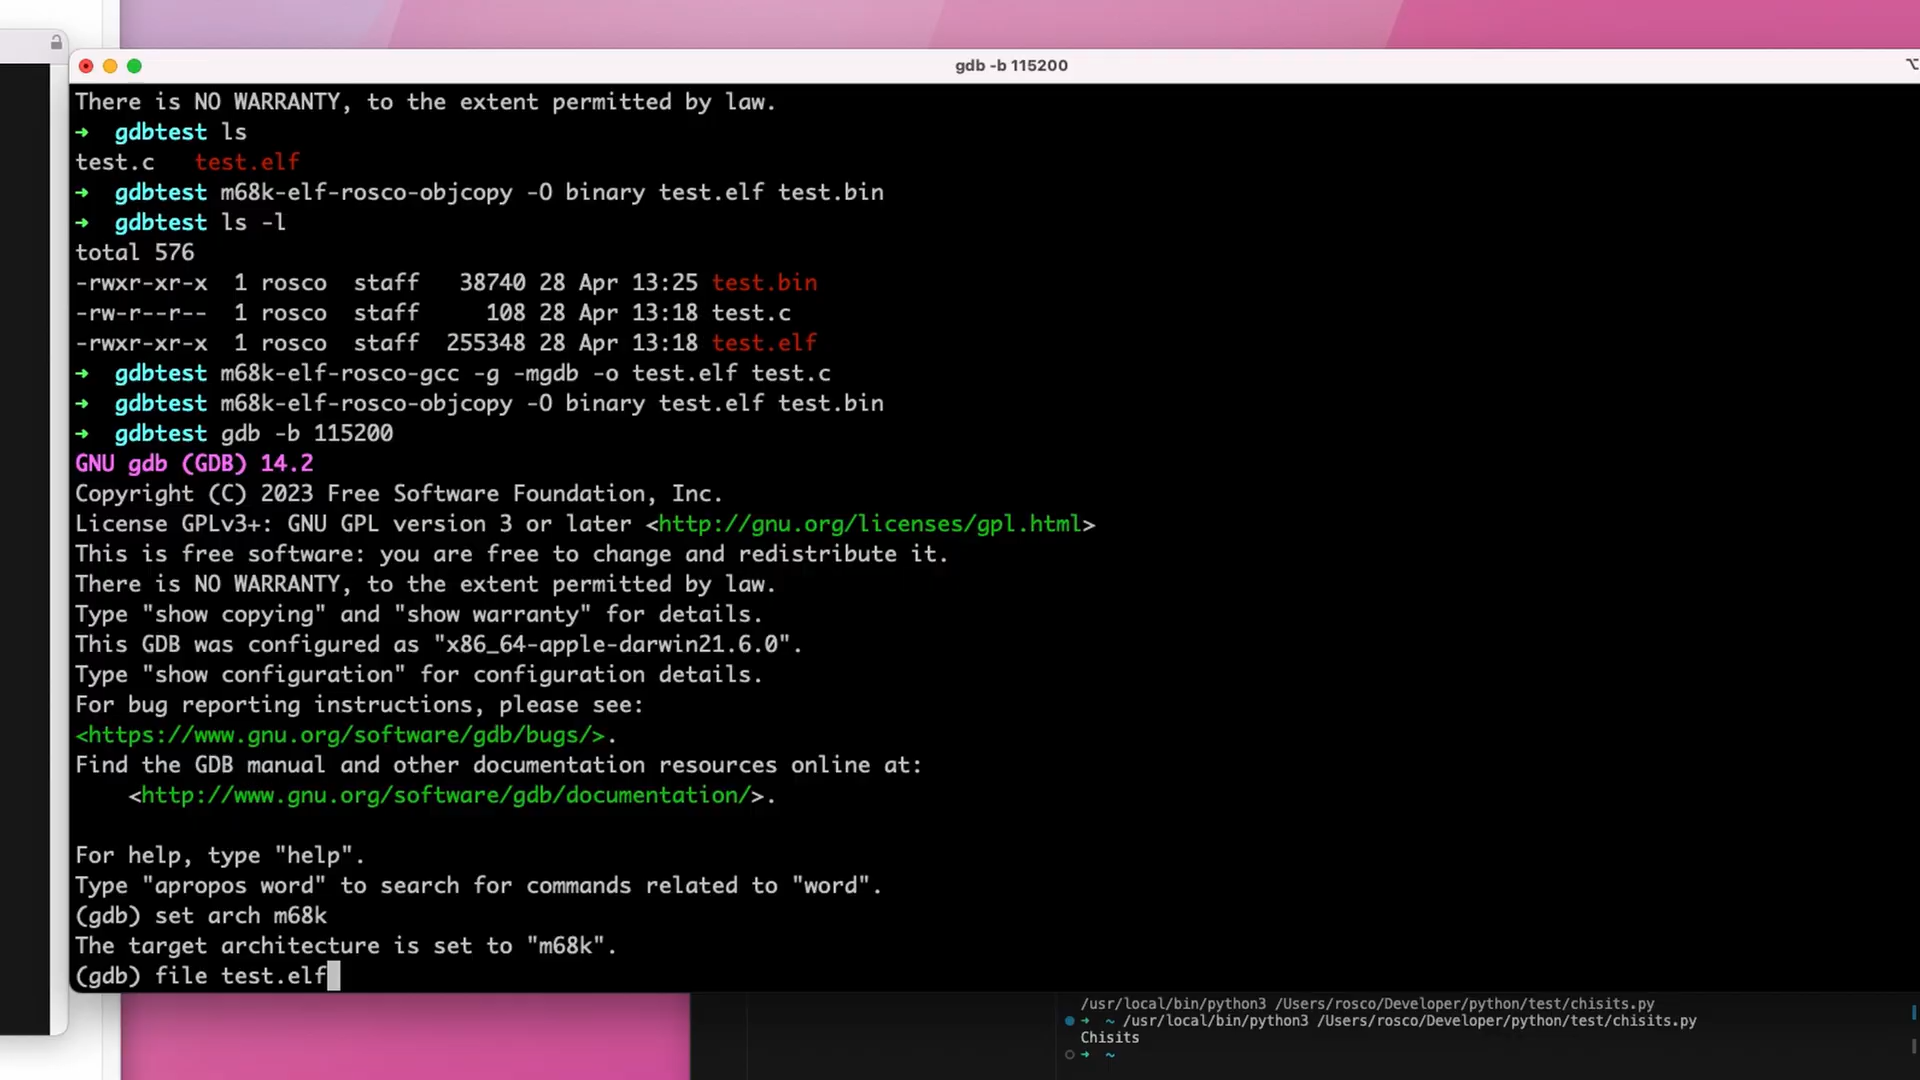 gdb -b 115200
There is NO WARRANTY, to the extent permitted by law.
➜  gdbtest ls
test.c   test.elf
➜  gdbtest m68k-elf-rosco-objcopy -O binary test.elf test.bin
➜  gdbtest ls -l
total 576
-rwxr-xr-x  1 rosco  staff   38740 28 Apr 13:25 test.bin
-rw-r--r--  1 rosco  staff     108 28 Apr 13:18 test.c
-rwxr-xr-x  1 rosco  staff  255348 28 Apr 13:18 test.elf
➜  gdbtest m68k-elf-rosco-gcc -g -mgdb -o test.elf test.c
➜  gdbtest m68k-elf-rosco-objcopy -O binary test.elf test.bin
➜  gdbtest gdb -b 115200
GNU gdb (GDB) 14.2
Copyright (C) 2023 Free Software Foundation, Inc.
License GPLv3+: GNU GPL version 3 or later <http://gnu.org/licenses/gpl.html>
This is free software: you are free to change and redistribute it.
There is NO WARRANTY, to the extent permitted by law.
Type "show copying" and "show warranty" for details.
This GDB was configured as "x86_64-apple-darwin21.6.0".
Type "show configuration" for configuration details.
For bug reporting instructions, please see:
<https://www.gnu.org/software/gdb/bugs/>.
Find the GDB manual and other documentation resources online at:
    <http://www.gnu.org/software/gdb/documentation/>.
For help, type "help".
Type "apropos word" to search for commands related to "word".
(gdb) set arch m68k
The target architecture is set to "m68k".
(gdb) file test.elf
/usr/local/bin/python3 /Users/rosco/Developer/python/test/chisits.py
➜  ~ /usr/local/bin/python3 /Users/rosco/Developer/python/test/chisits.py
Chisits
➜  ~